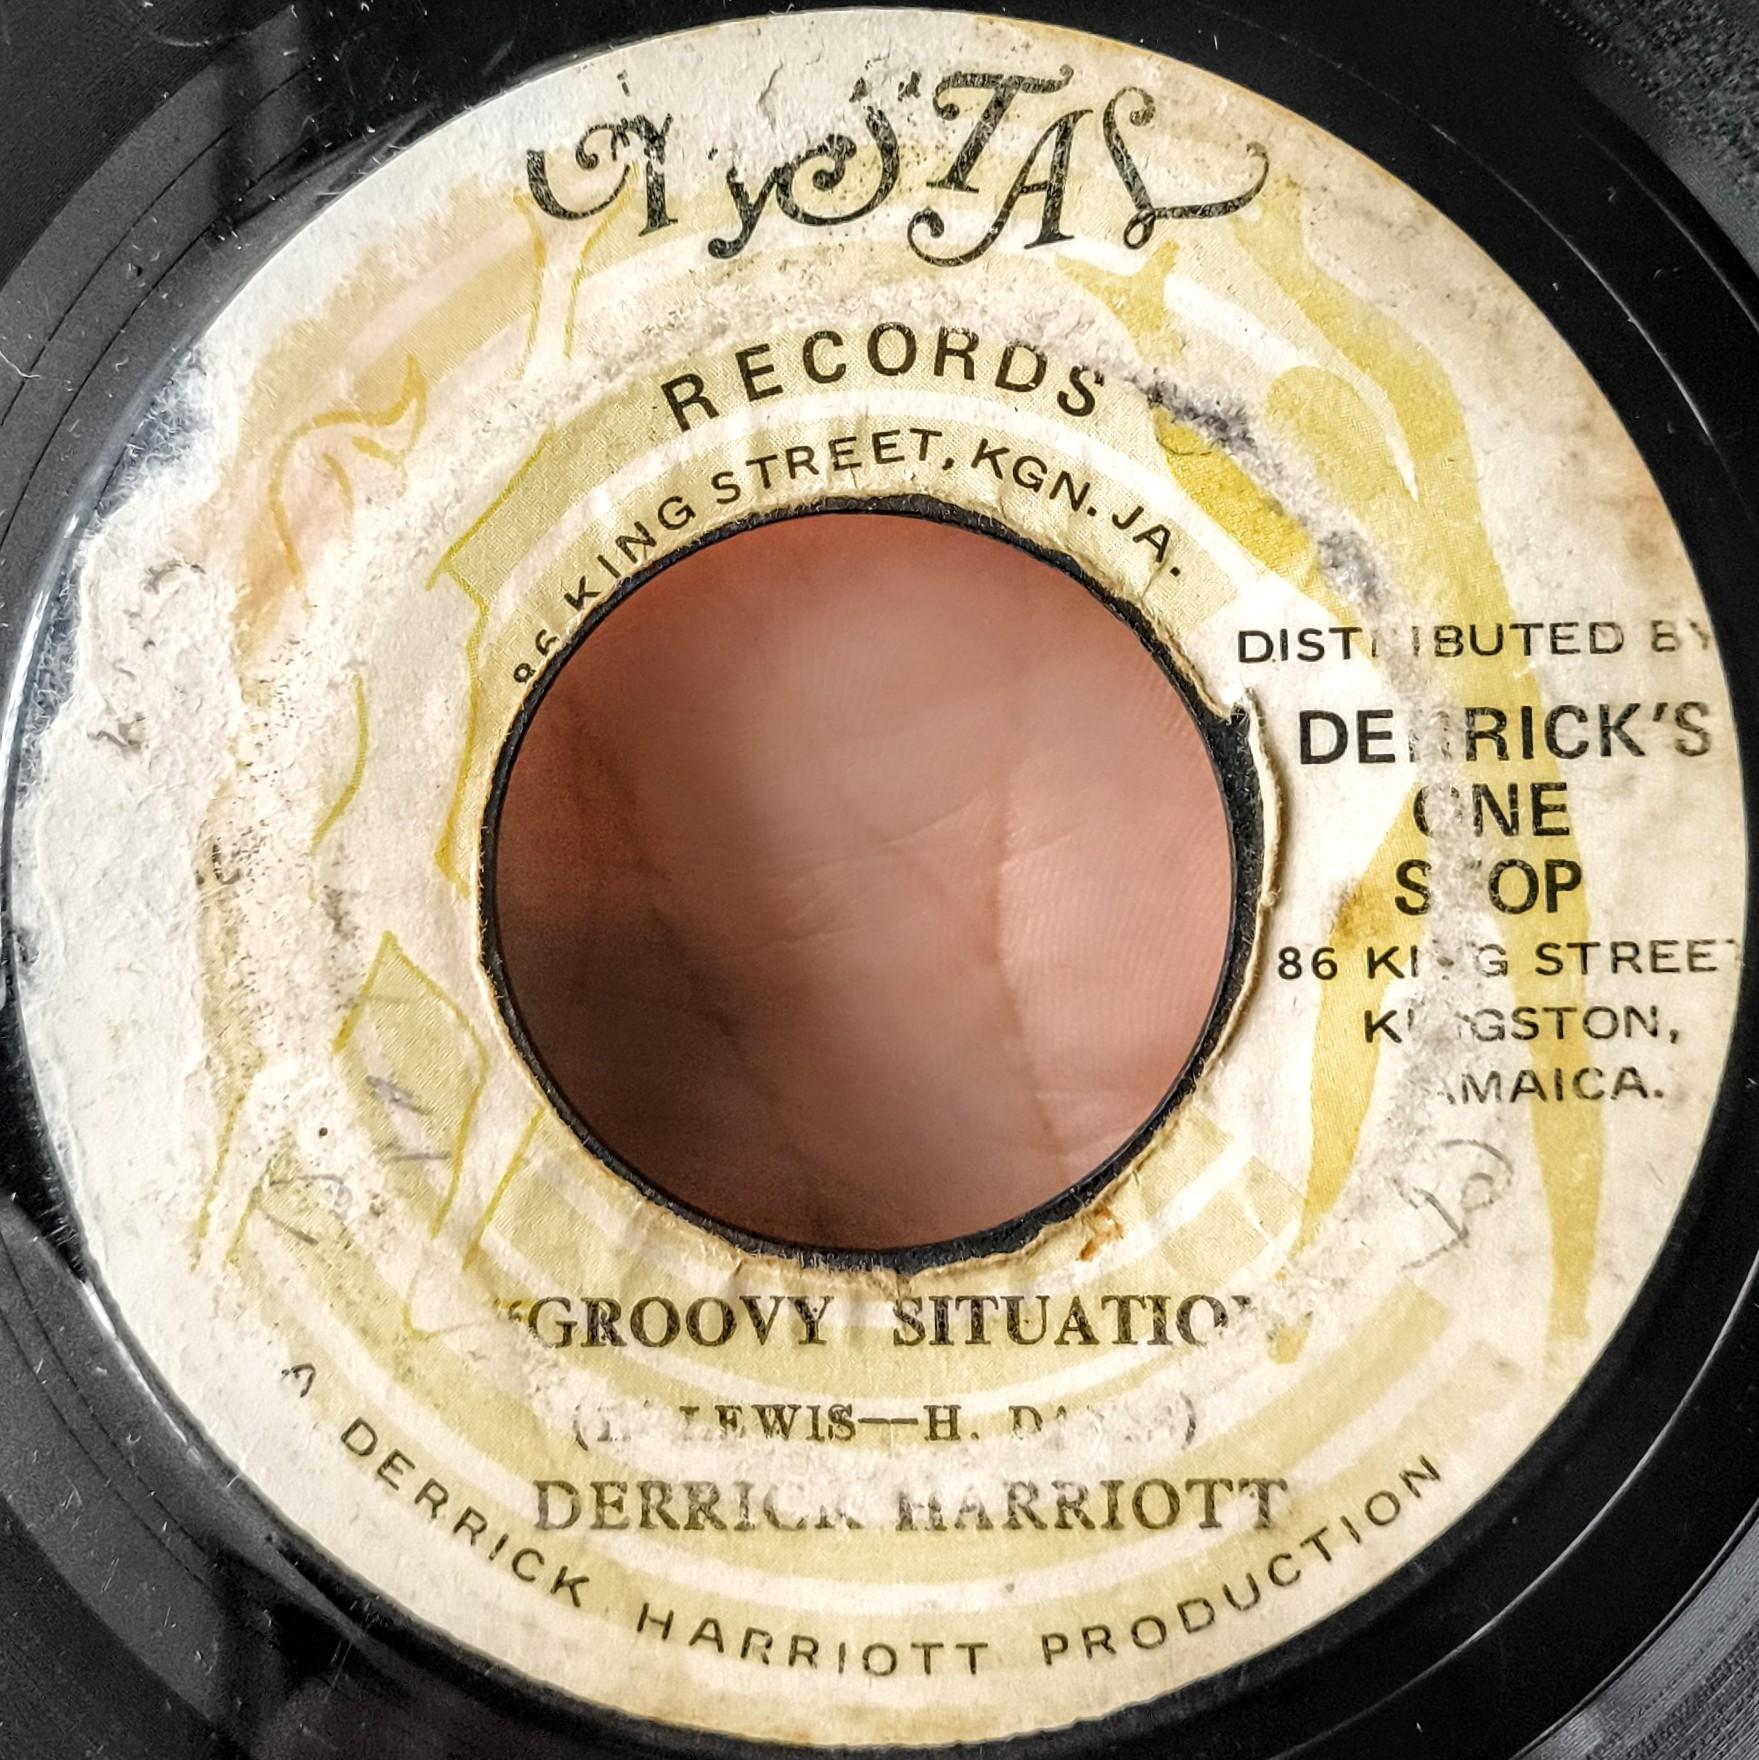 CrySTAL
RECORDS
86 KING STREET, KGN. JA.
DISTRIBUTED BY
DERRICK'S
ONE
STOP
86 KING STREET
KINGSTON,
JAMAICA.
"GROOVY SITUATION
LEWIS—H.
DERRICK HARRIOTT
A DERRICK HARRIOTT PRODUCTION